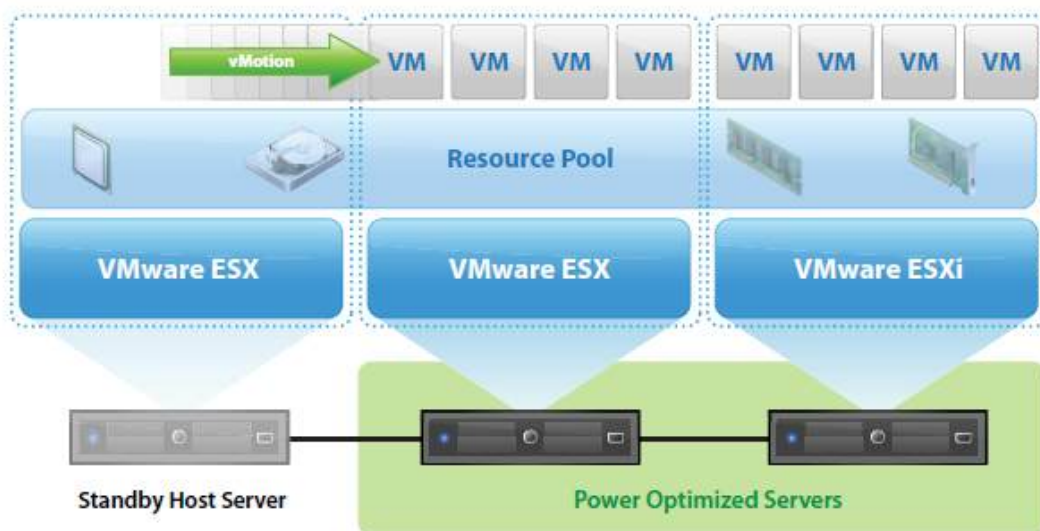 vMotion
VM VM VM VM VM VM VM VM
Resource Pool
VMware ESX VMware ESX VMware ESXi
Standby Host Server
Power Optimized Servers